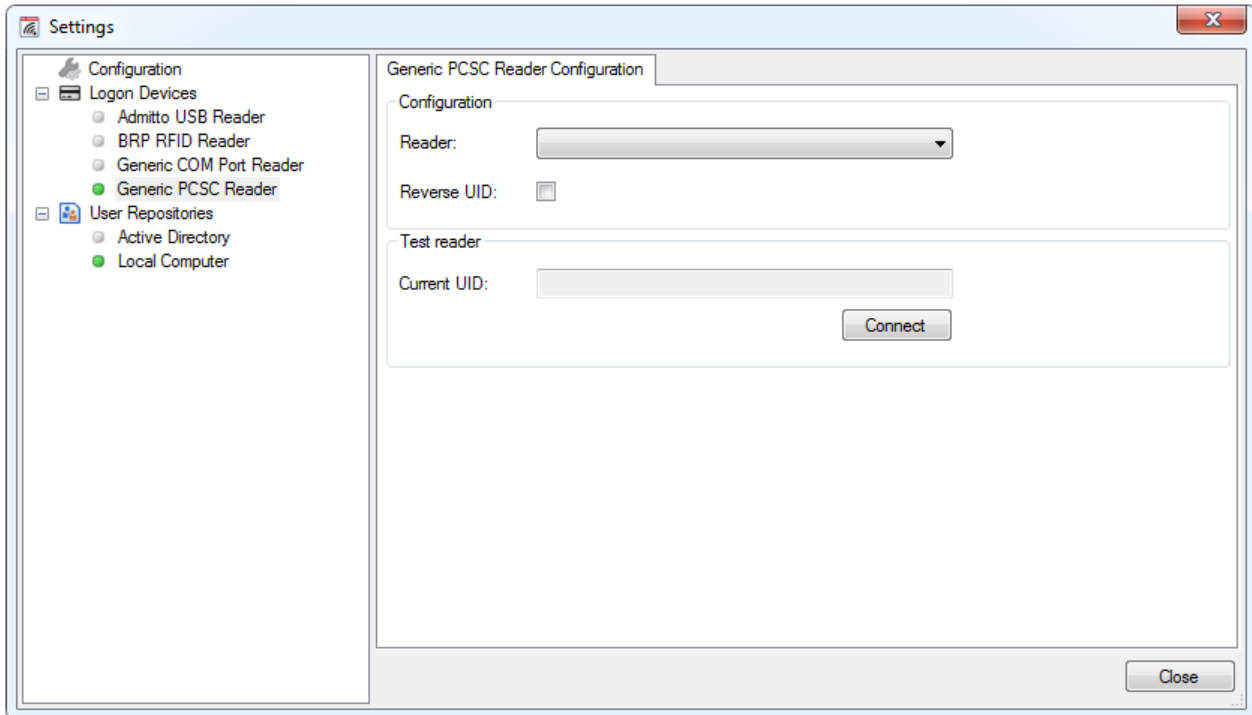 Settings
Configuration
Logon Devices
Admitto USB Reader
BRP RFID Reader
Generic COM Port Reader
Generic PCSC Reader
User Repositories
Active Directory
Local Computer
Generic PCSC Reader Configuration
Configuration
Reader:
Reverse UID:
Test reader
Current UID:
Connect
Close